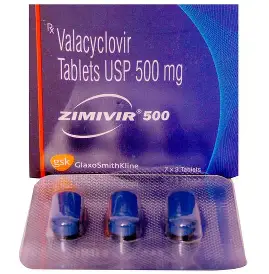 Rx Valacyclovir
Tablets USP 500 mg
ZIMIVIR® 500
gsk GlaxoSmithKline
7 x 3 Tablets